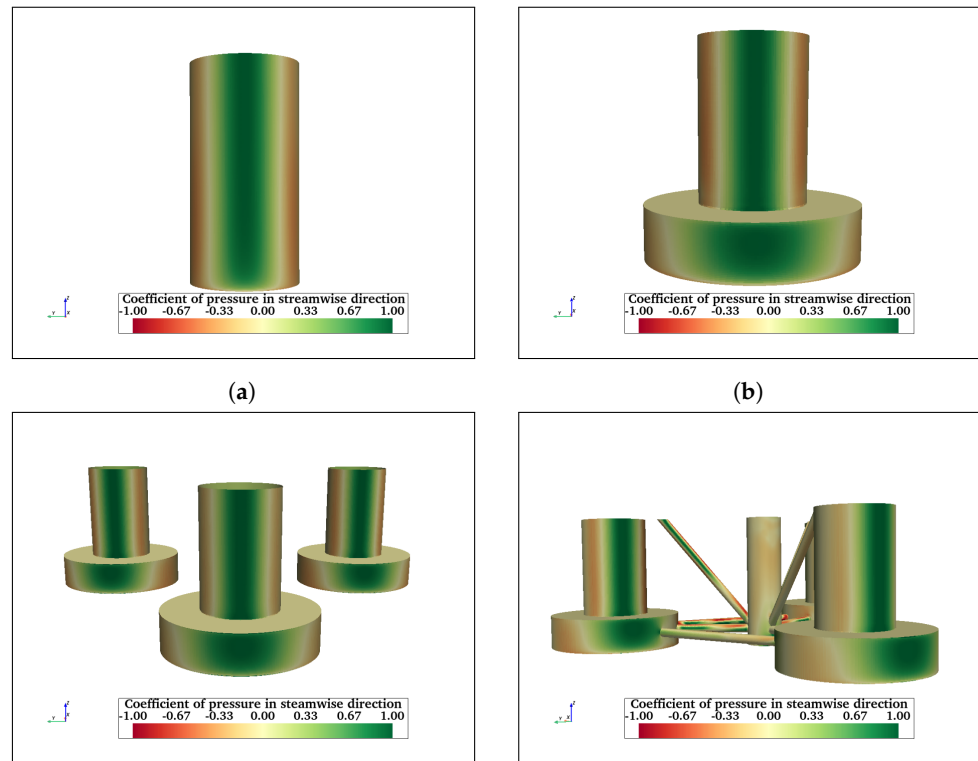 Coefficient of pressure in streamwise direction
-1.00 -0.67 -0.33 0.00 0.33 0.67 1.00
Y Z X
Coefficient of pressure in streamwise direction
-1.00 -0.67 -0.33 0.00 0.33 0.67 1.00
Y Z X
(a)
(b)
Coefficient of pressure in steamwise direction
-1.00 -0.67 -0.33 0.00 0.33 0.67 1.00
Y Z X
Coefficient of pressure in steamwise direction
-1.00 -0.67 -0.33 0.00 0.33 0.67 1.00
Y Z X